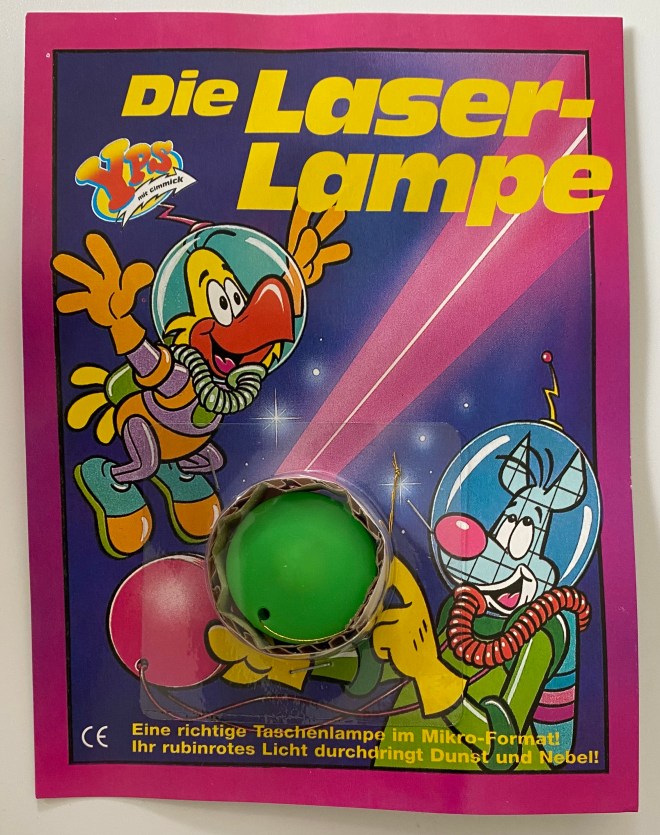 Die Laser-
Lampe
YPS
mit Gimmick
CE
Eine richtige Taschenlampe im Mikro-Format!
Ihr rubinrotes Licht durchdringt Dunst und Nebel!